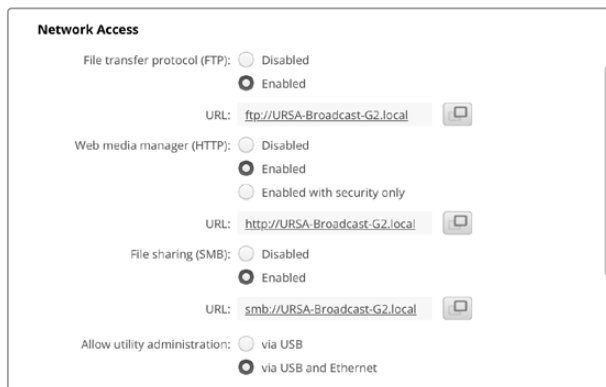 Network Access
File transfer protocol (FTP): Disabled
Enabled
URL: ftp://URSA-Broadcast-G2.local
Web media manager (HTTP): Disabled
Enabled
Enabled with security only
URL: http://URSA-Broadcast-G2.local
File sharing (SMB): Disabled
Enabled
URL: smb://URSA-Broadcast-G2.local
Allow utility administration: via USB
via USB and Ethernet